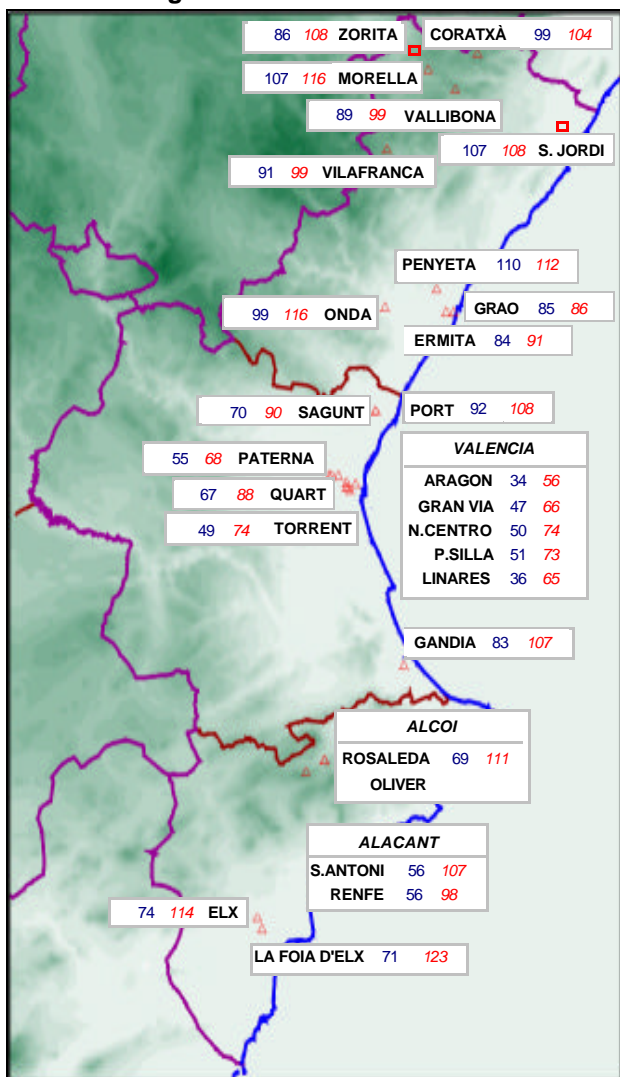 86 108 ZORITA
CORATXÀ 99 104
107 116 MORELLA
89 99 VALLIBONA
107 108 S. JORDI
91 99 VILAFRANCA
PENYETA 110 112
99 116 ONDA
GRAO 85 86
ERMITA 84 91
70 90 SAGUNT
PORT 92 108
55 68 PATERNA
67 88 QUART
49 74 TORRENT
VALENCIA
ARAGON 34 56
GRAN VIA 47 66
N.CENTRO 50 74
P.SILLA 51 73
LINARES 36 65
GANDIA 83 107
ALCOI
ROSALEDA 69 111
OLIVER
ALACANT
S.ANTONI 56 107
RENFE 56 98
74 114 ELX
LA FOIA D'ELX 71 123